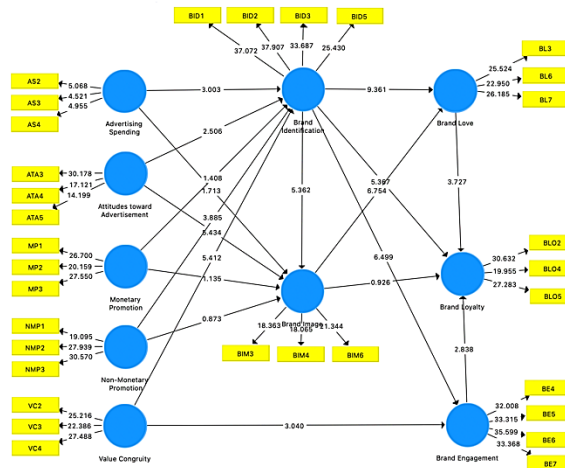 BID1
BID2
BID3
BID5
37.072
37.907
33.687
25.430
BL3
BL6
BL7
25.524
22.950
26.185
AS2
AS3
AS4
5.068
4.521
4.955
3.003
9.361
Advertising
Spending
Brand
Identification
Brand Love
2.506
ATA3
ATA4
ATA5
30.178
17.121
14.199
1.408
1.713
5.362
6.754
3.727
Attitudes toward
Advertisement
3.885
5.434
5.412
6.499
MP1
MP2
MP3
26.700
20.159
27.550
1.135
0.926
BLO2
BLO4
BLO5
30.632
19.955
27.283
Monetary
Promotion
Brand Image
Brand Loyalty
0.873
NMP1
NMP2
NMP3
19.095
27.939
30.570
18.363
18.065
BIM3
BIM4
BIM6
2.838
Non-Monetary
Promotion
VC2
VC3
VC4
25.216
22.386
27.488
3.040
BE4
BE5
BE6
BE7
32.008
33.315
35.599
33.368
Value Congruity
Brand Engagement